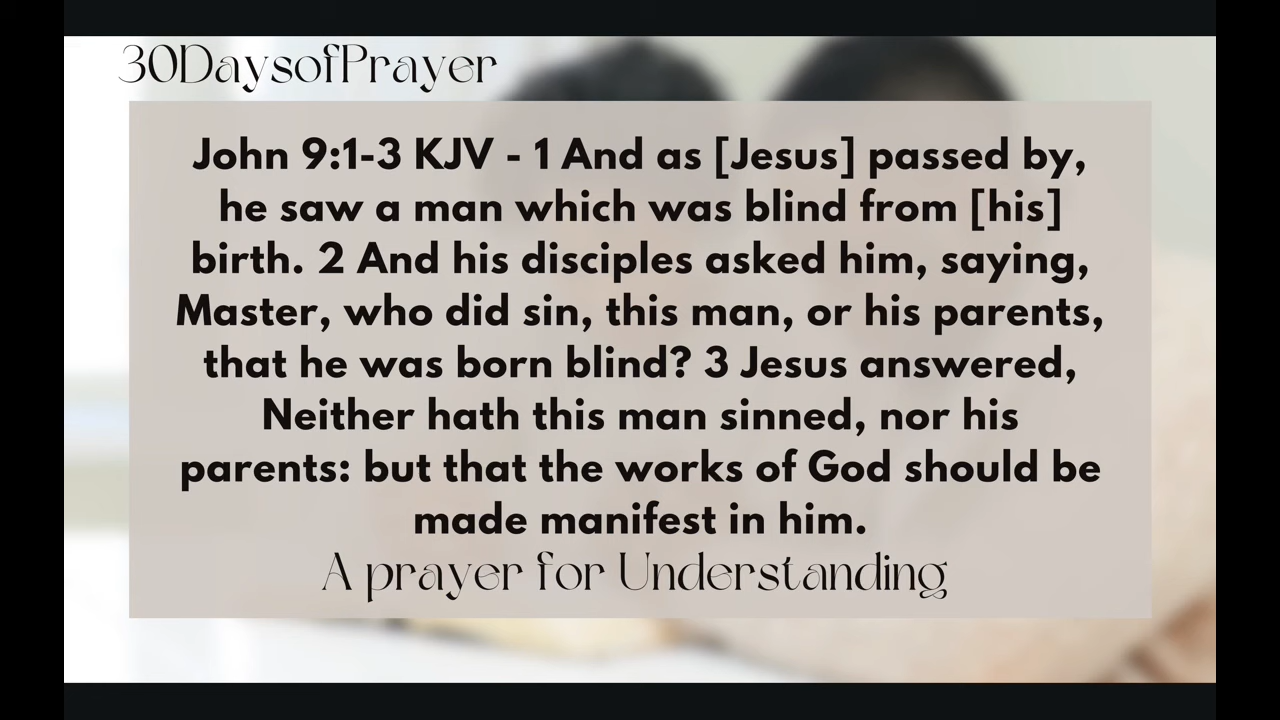 30DaysofPrayer
John 9:1-3 KJV - 1 And as [Jesus] passed by,
he saw a man which was blind from [his]
birth. 2 And his disciples asked him, saying,
Master, who did sin, this man, or his parents,
that he was born blind? 3 Jesus answered,
Neither hath this man sinned, nor his
parents: but that the works of God should be
made manifest in him.
A prayer for Understanding